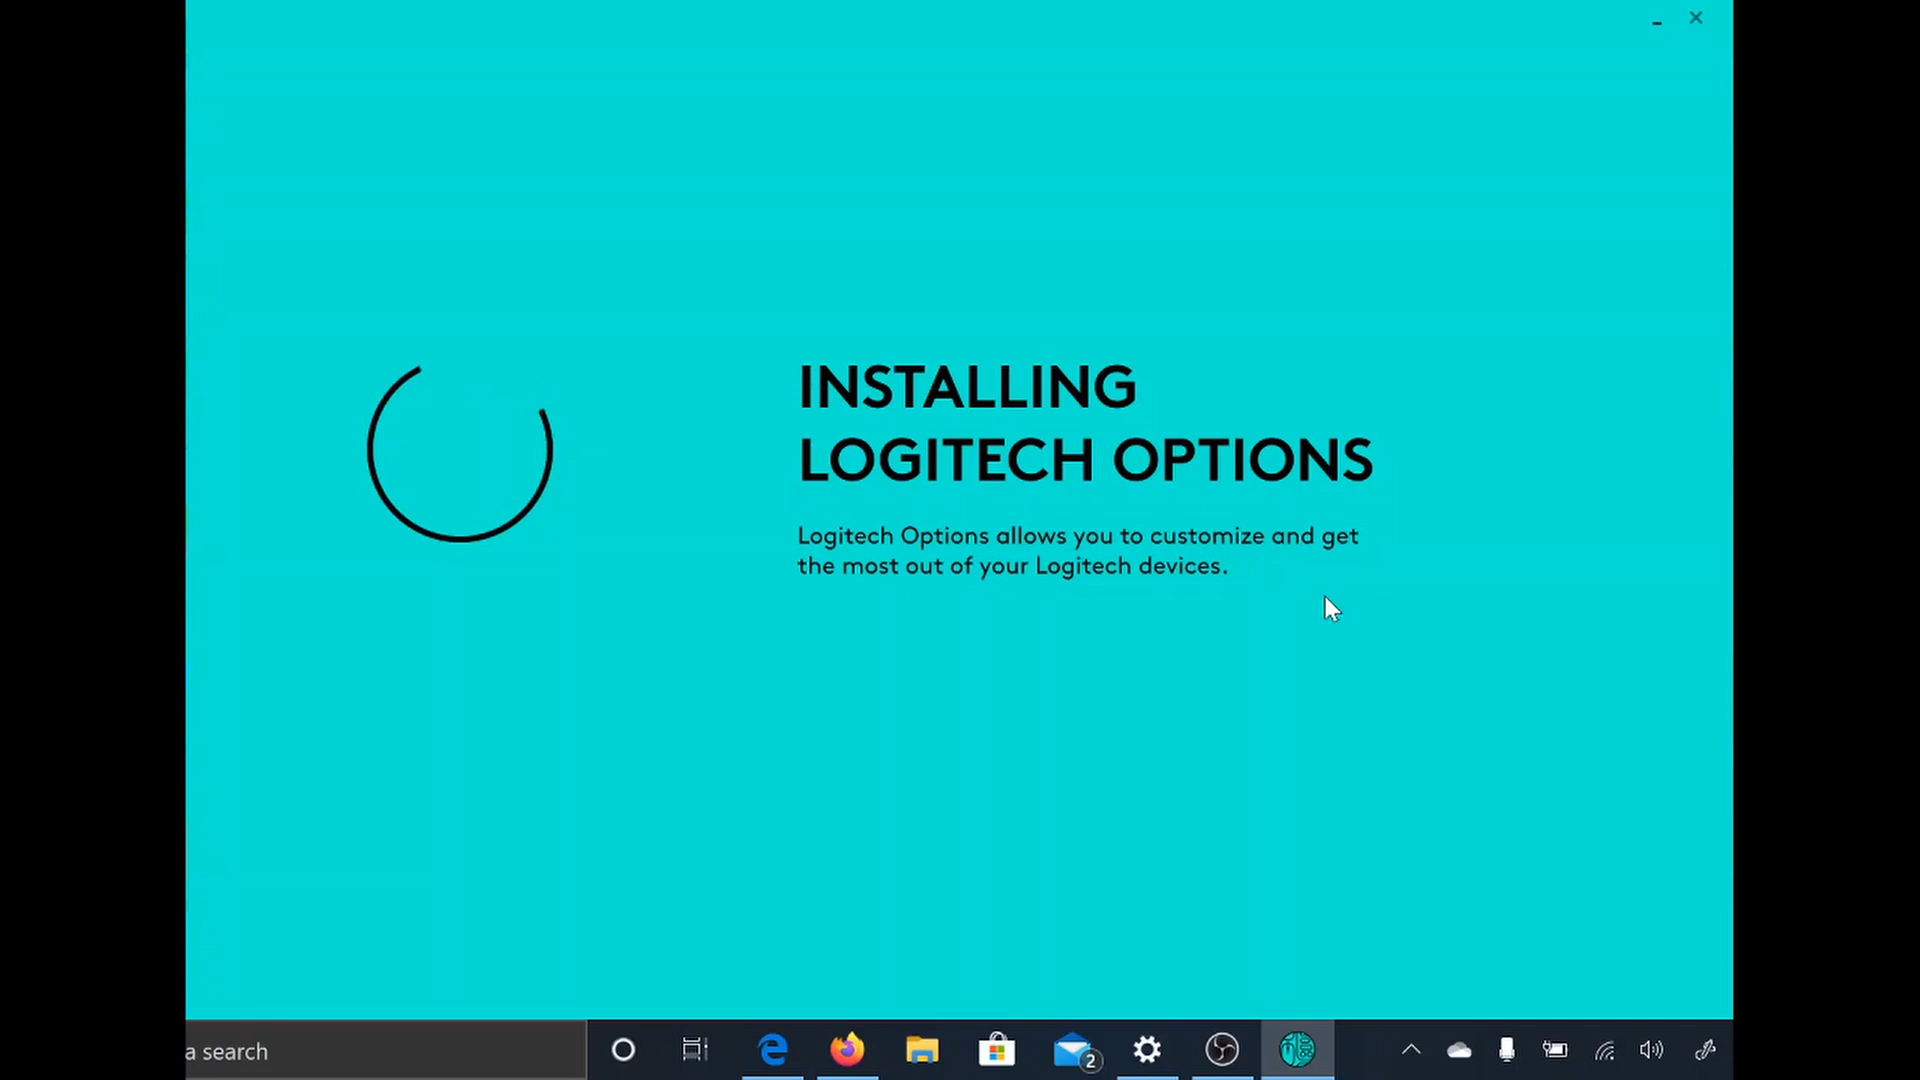 INSTALLING
LOGITECH OPTIONS
Logitech Options allows you to customize and get
the most out of your Logitech devices.
a search
2